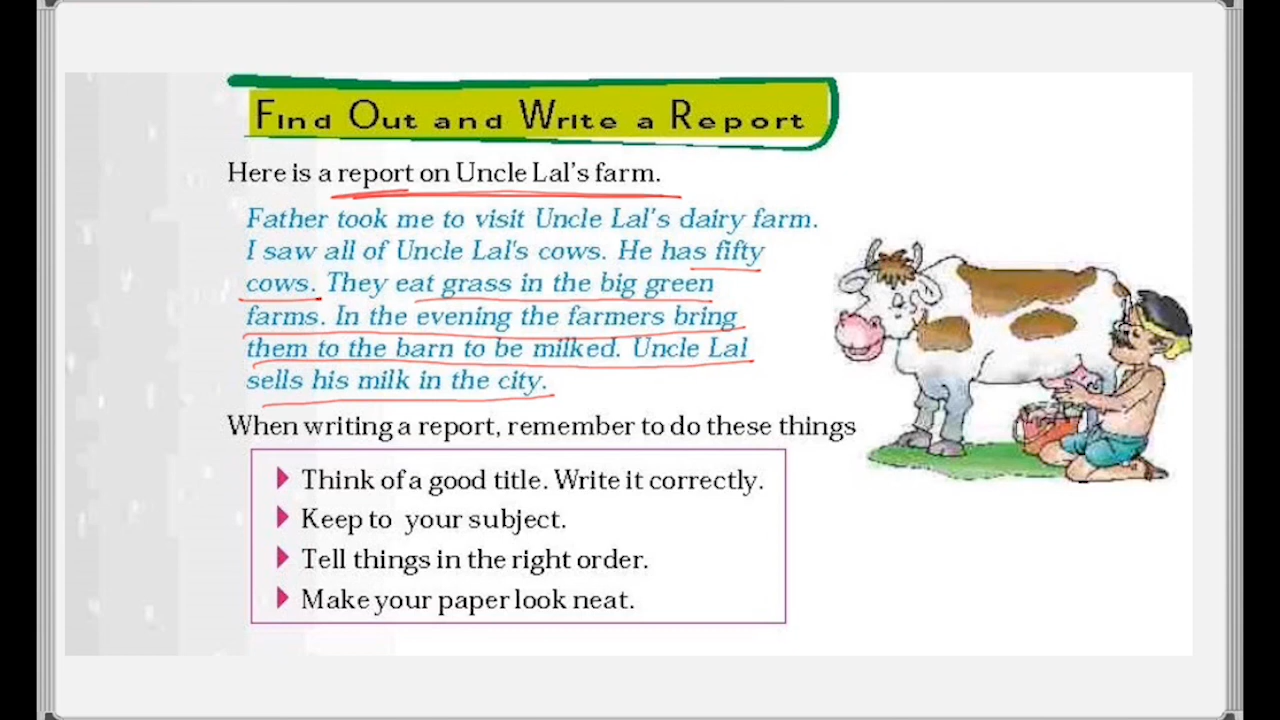 Find Out and Write a Report
Here is a report on Uncle Lal's farm.
Father took me to visit Uncle Lal's dairy farm.
I saw all of Uncle Lal's cows. He has fifty
cows. They eat grass in the big green
farms. In the evening the farmers bring
them to the barn to be milked. Uncle Lal
sells his milk in the city.
When writing a report, remember to do these things
Think of a good title. Write it correctly.
Keep to your subject.
Tell things in the right order.
Make your paper look neat.